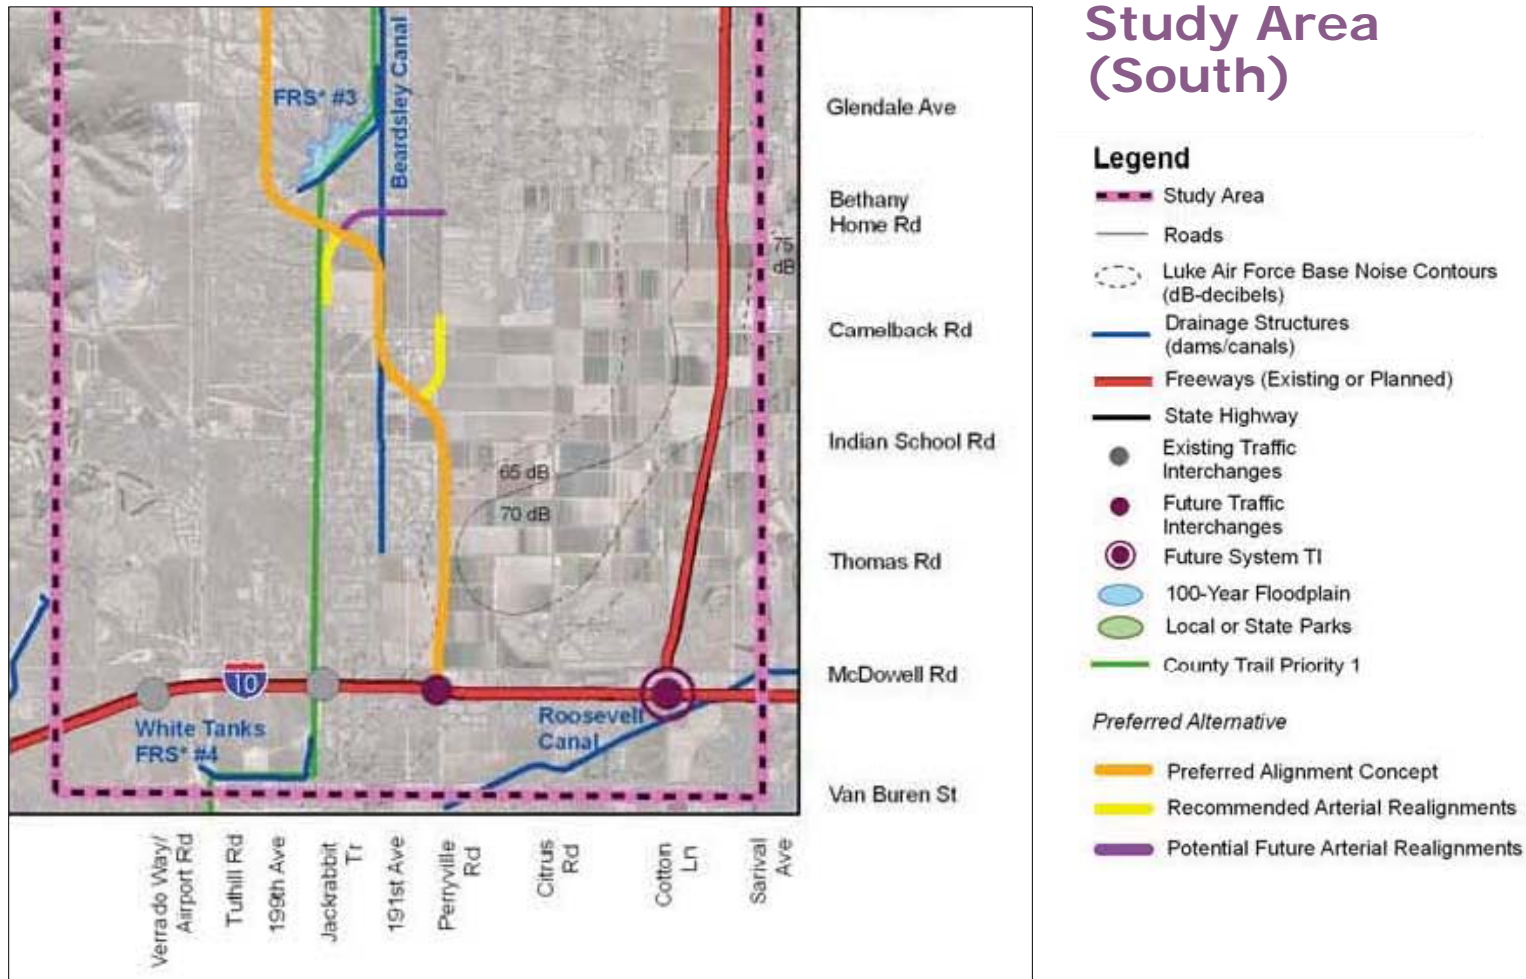 Study Area
(South)
FRS* #3
Beardsley Canal
75
dB
65 dB
70 dB
10
White Tanks
FRS* #4
Roosevelt
Canal
Glendale Ave
Bethany
Home Rd
Camelback Rd
Indian School Rd
Thomas Rd
McDowell Rd
Van Buren St
Verrado Way/
Airport Rd
Tuthill Rd
199th Ave
Jackrabbit
Tr
191st Ave
Perryville
Rd
Citrus
Rd
Cotton
Ln
Sarival
Ave
Legend
Study Area
Roads
Luke Air Force Base Noise Contours
(dB-decibels)
Drainage Structures
(dams/canals)
Freeways (Existing or Planned)
State Highway
Existing Traffic
Interchanges
Future Traffic
Interchanges
Future System TI
100-Year Floodplain
Local or State Parks
County Trail Priority 1
Preferred Alternative
Preferred Alignment Concept
Recommended Arterial Realignments
Potential Future Arterial Realignments